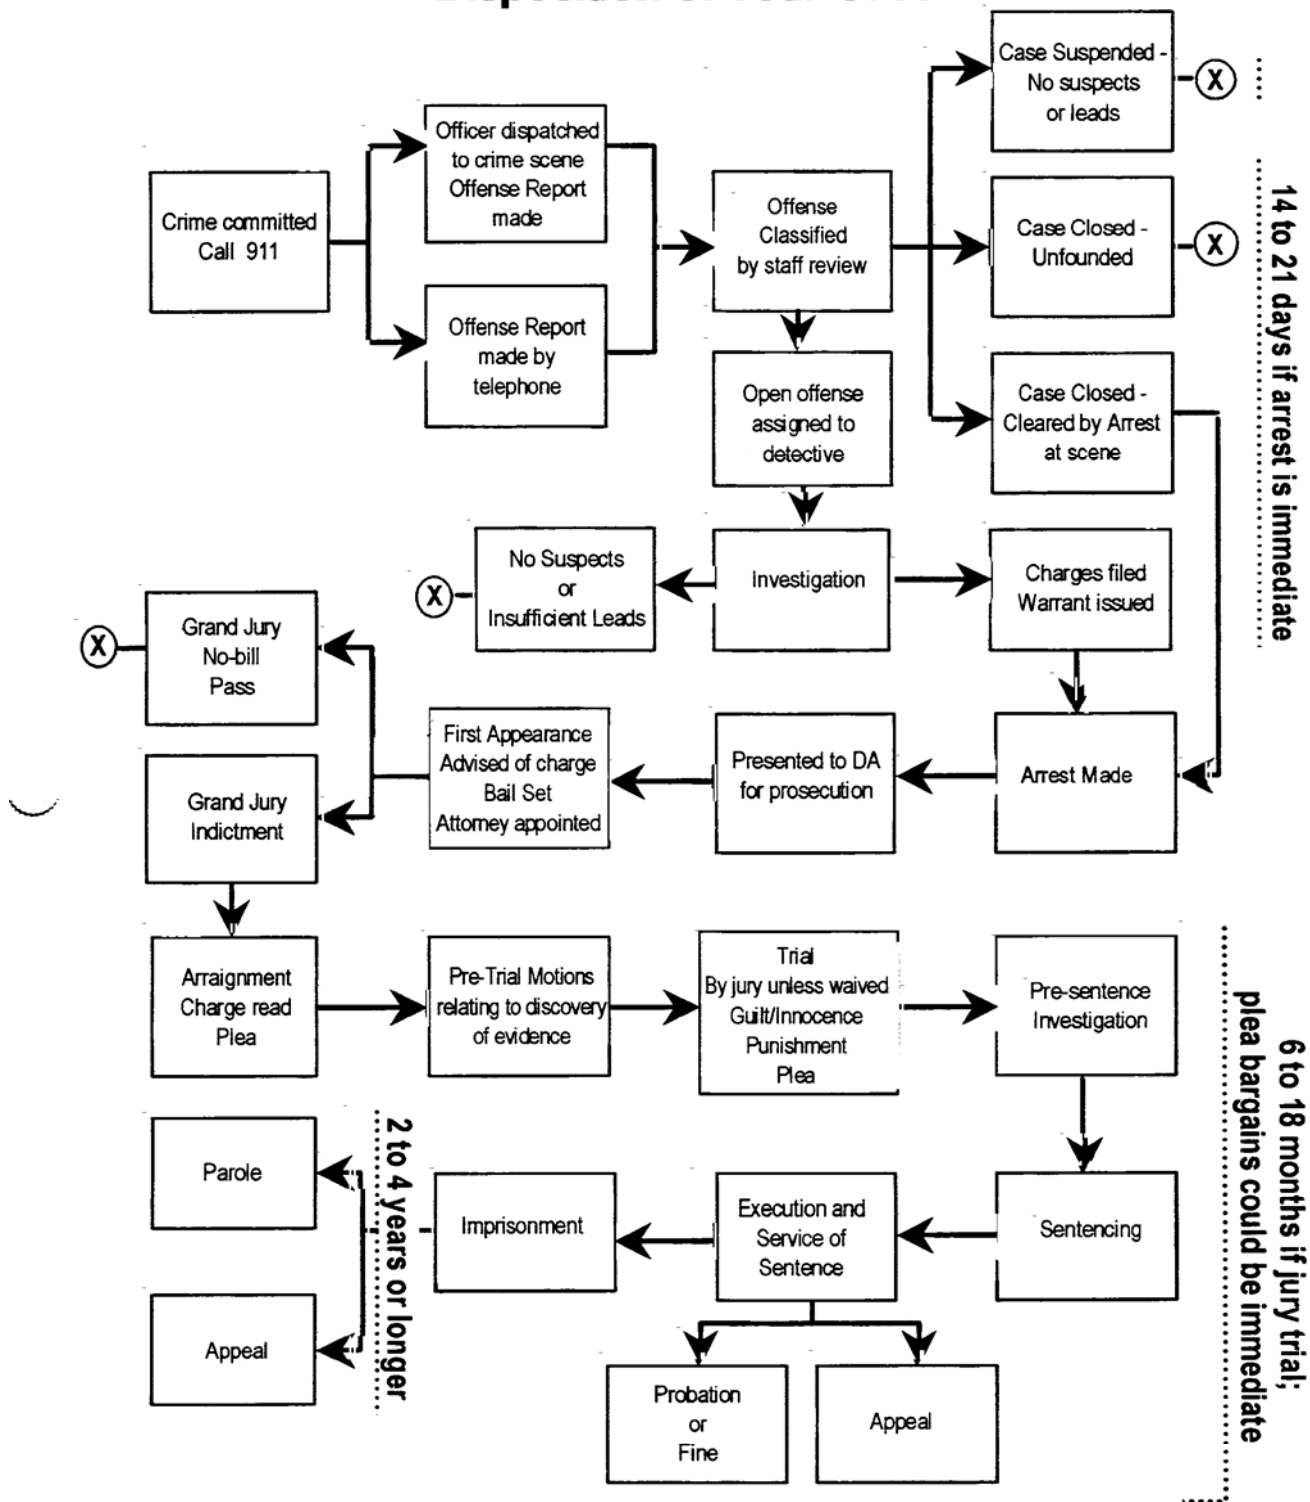 Case Suspended -
No suspects
or leads
X
Officer dispatched
to crime scene
Offense Report
made
Crime committed
Call 911
Offense
Classified
by staff review
Case Closed -
Unfounded
X
Offense Report
made by
telephone
Open offense
assigned to
detective
Case Closed -
Cleared by Arrest
at scene
14 to 21 days if arrest is immediate
No Suspects
or
Insufficient Leads
X
Investigation
Charges filed
Warrant issued
Grand Jury
No-bill
Pass
X
First Appearance
Advised of charge
Bail Set
Attorney appointed
Presented to DA
for prosecution
Arrest Made
Grand Jury
Indictment
Arraignment
Charge read
Plea
Pre-Trial Motions
relating to discovery
of evidence
Trial
By jury unless waived
Guilt/Innocence
Punishment
Plea
Pre-sentence
Investigation
6 to 18 months if jury trial;
plea bargains could be immediate
Parole
2 to 4 years or longer
Imprisonment
Execution and
Service of
Sentence
Sentencing
Appeal
Probation
or
Fine
Appeal